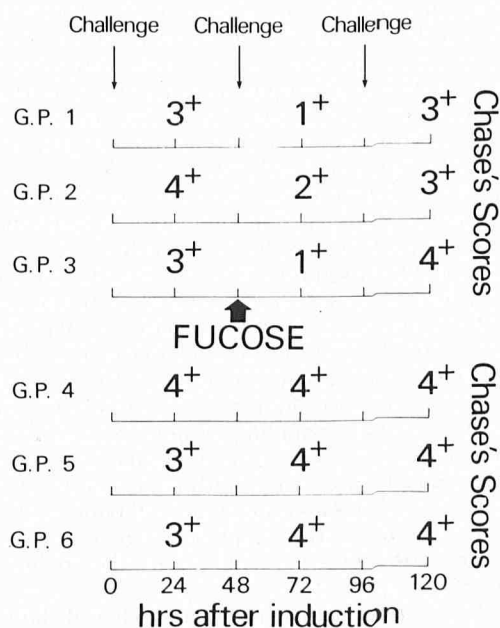 Challenge Challenge Challenge
G.P. 1 3+ 1+ 3+
G.P. 2 4+ 2+ 3+
G.P. 3 3+ 1+ 4+
Chase's Scores
FUCOSE
G.P. 4 4+ 4+ 4+
G.P. 5 3+ 4+ 4+
G.P. 6 3+ 4+ 4+
Chase's Scores
0 24 48 72 96 120
hrs after induction